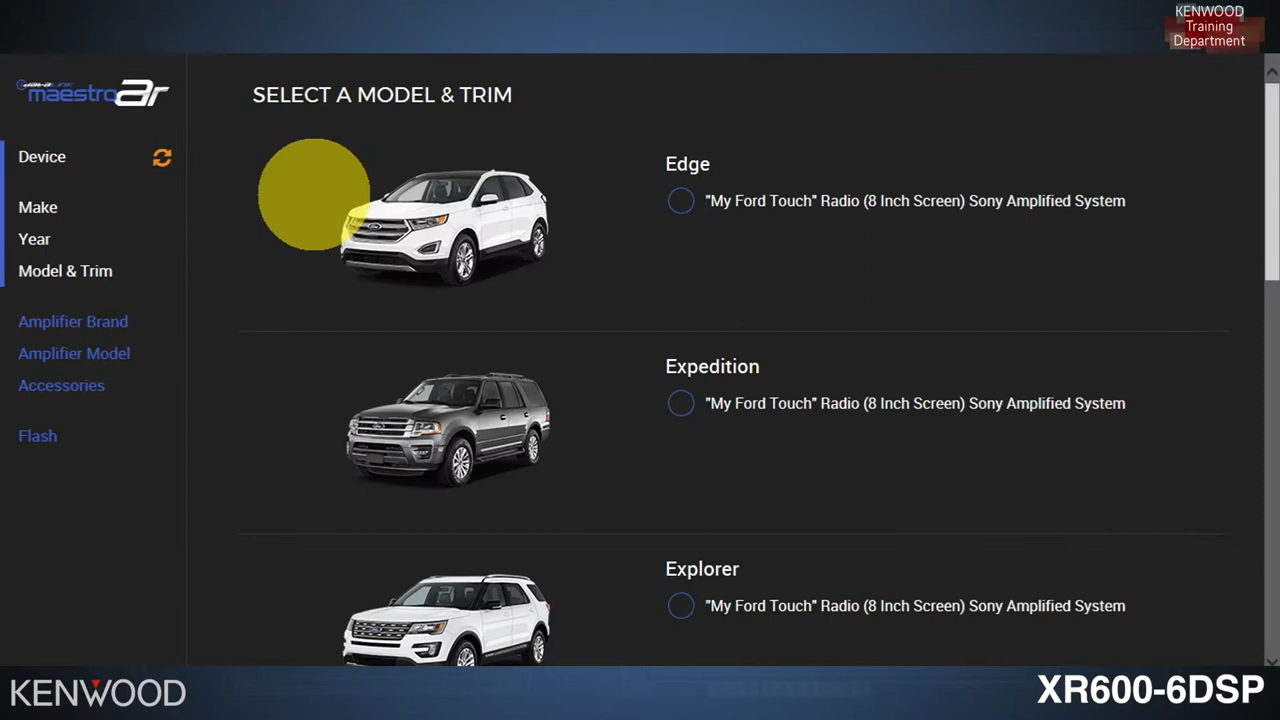 KENWOOD
Training
Department
maestro ar
SELECT A MODEL & TRIM
Device
Make
Year
Model & Trim
Amplifier Brand
Amplifier Model
Accessories
Flash
Edge
"My Ford Touch" Radio (8 Inch Screen) Sony Amplified System
Expedition
"My Ford Touch" Radio (8 Inch Screen) Sony Amplified System
Explorer
"My Ford Touch" Radio (8 Inch Screen) Sony Amplified System
KENWOOD
XR600-6DSP